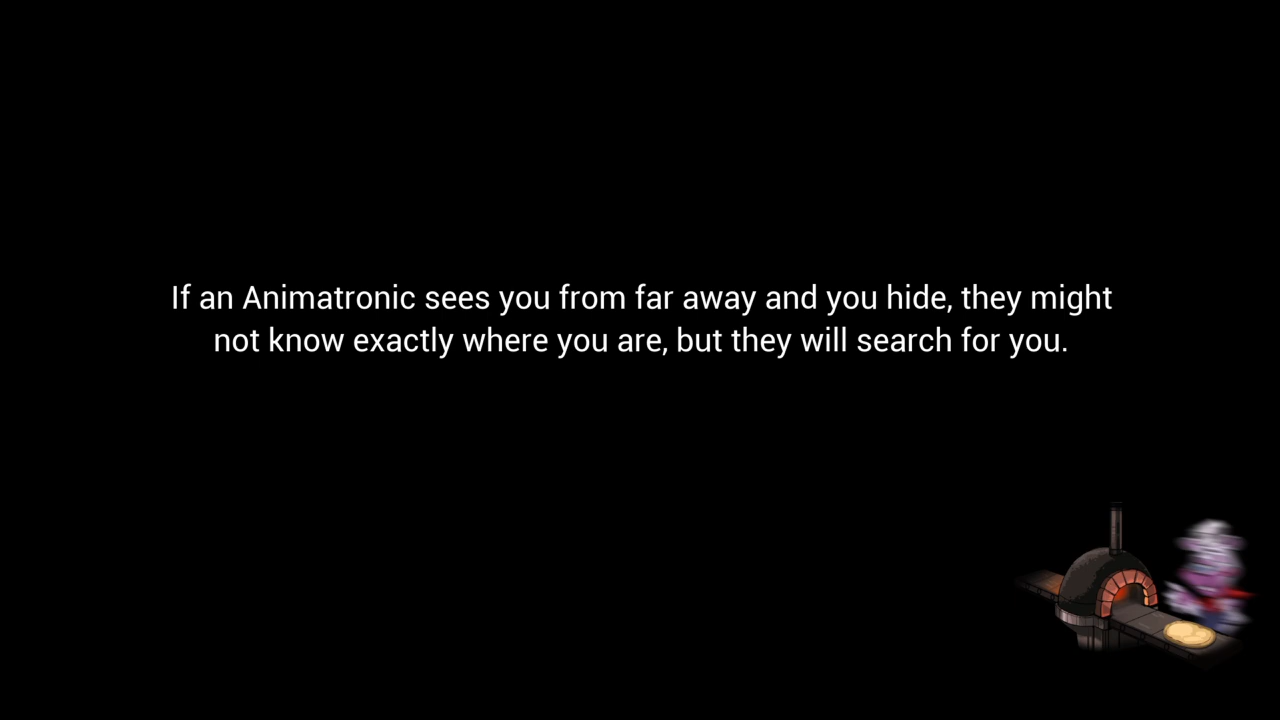 If an Animatronic sees you from far away and you hide, they might
not know exactly where you are, but they will search for you.